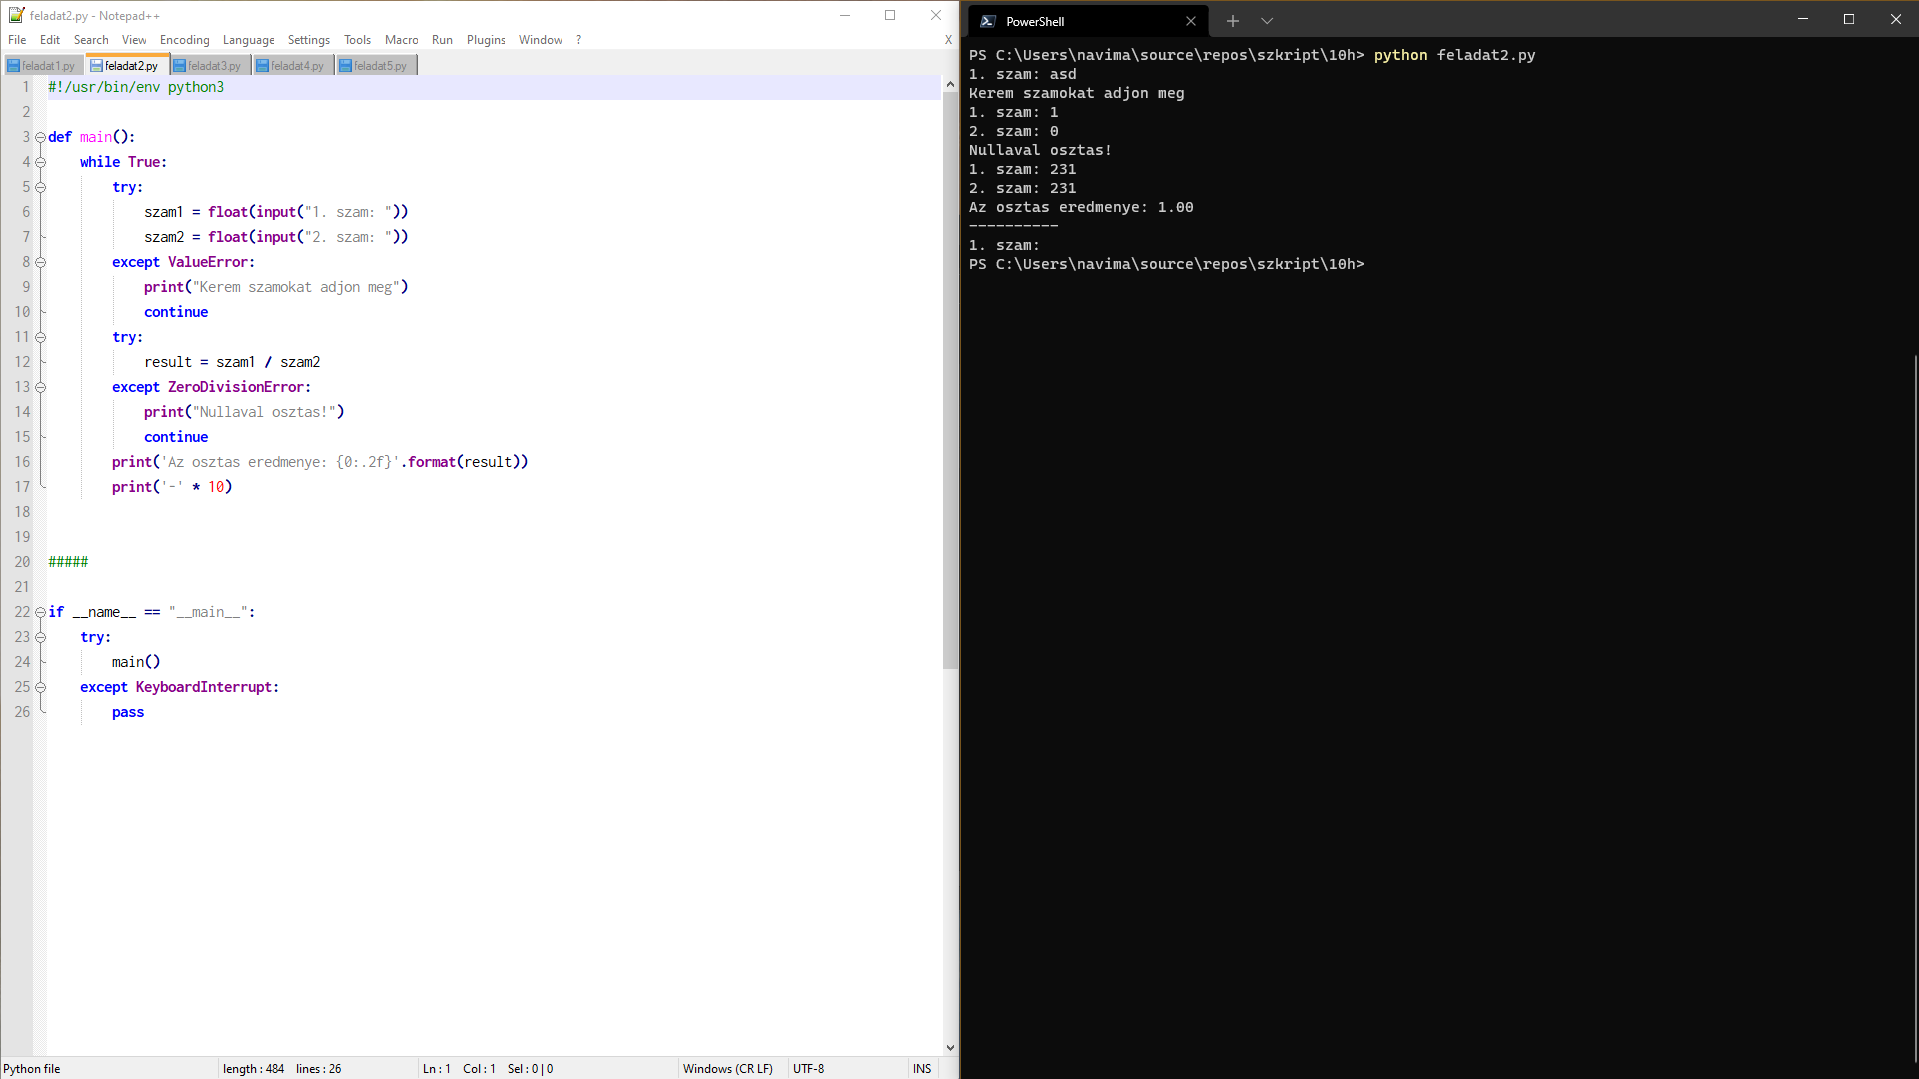 feladat2.py - Notepad++
File Edit Search View Encoding Language Settings Tools Macro Run Plugins Window ? X
feladat1.py feladat2.py feladat3.py feladat4.py feladat5.py
1 #!/usr/bin/env python3
2
3 def main():
4 while True:
5 try:
6 szam1 = float(input("1. szam: "))
7 szam2 = float(input("2. szam: "))
8 except ValueError:
9 print("Kerem szamokat adjon meg")
10 continue
11 try:
12 result = szam1 / szam2
13 except ZeroDivisionError:
14 print("Nullaval osztas!")
15 continue
16 print('Az osztas eredmenye: {0:.2f}'.format(result))
17 print('-' * 10)
18
19
20 #####
21
22 if __name__ == "__main__":
23 try:
24 main()
25 except KeyboardInterrupt:
26 pass
Python file length : 484 lines : 26 Ln : 1 Col : 1 Sel : 0 | 0 Windows (CR LF) UTF-8 INS
PowerShell
PS C:\Users\navima\source\repos\szkript\10h> python feladat2.py
1. szam: asd
Kerem szamokat adjon meg
1. szam: 1
2. szam: 0
Nullaval osztas!
1. szam: 231
2. szam: 231
Az osztas eredmenye: 1.00
----------
1. szam:
PS C:\Users\navima\source\repos\szkript\10h>